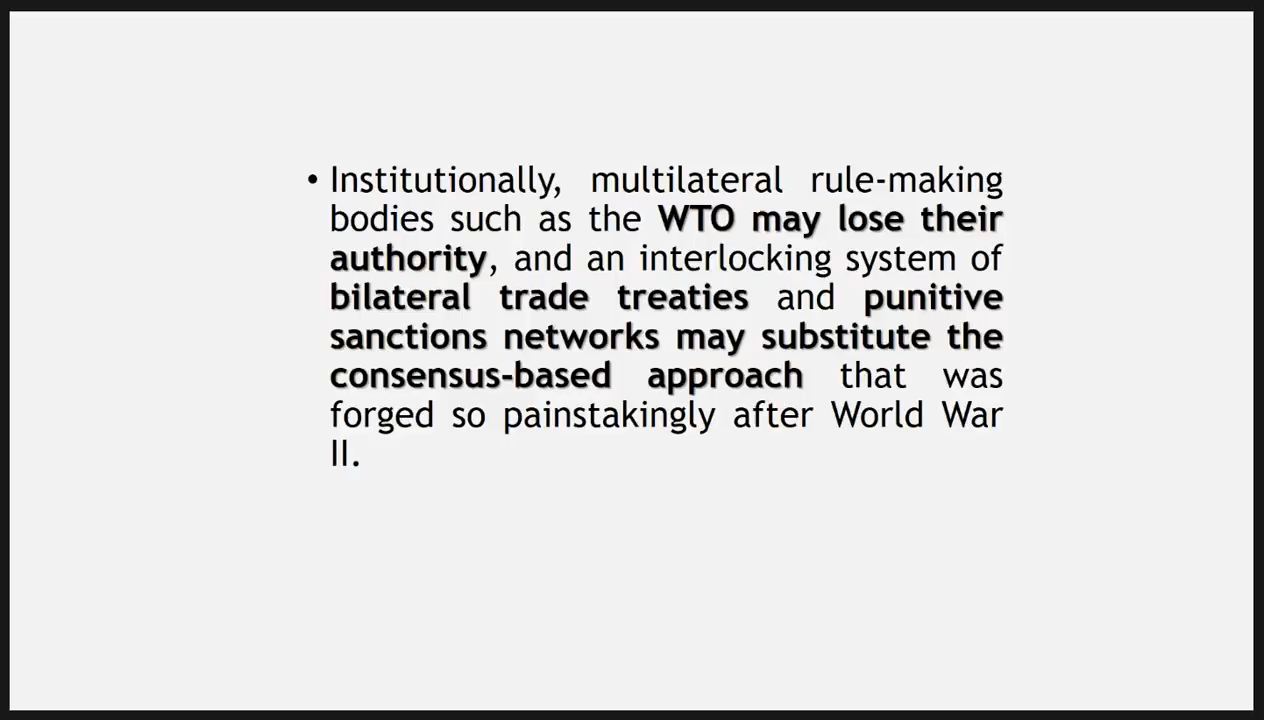 • Institutionally, multilateral rule-making
bodies such as the WTO may lose their
authority, and an interlocking system of
bilateral trade treaties and punitive
sanctions networks may substitute the
consensus-based approach that was
forged so painstakingly after World War
II.